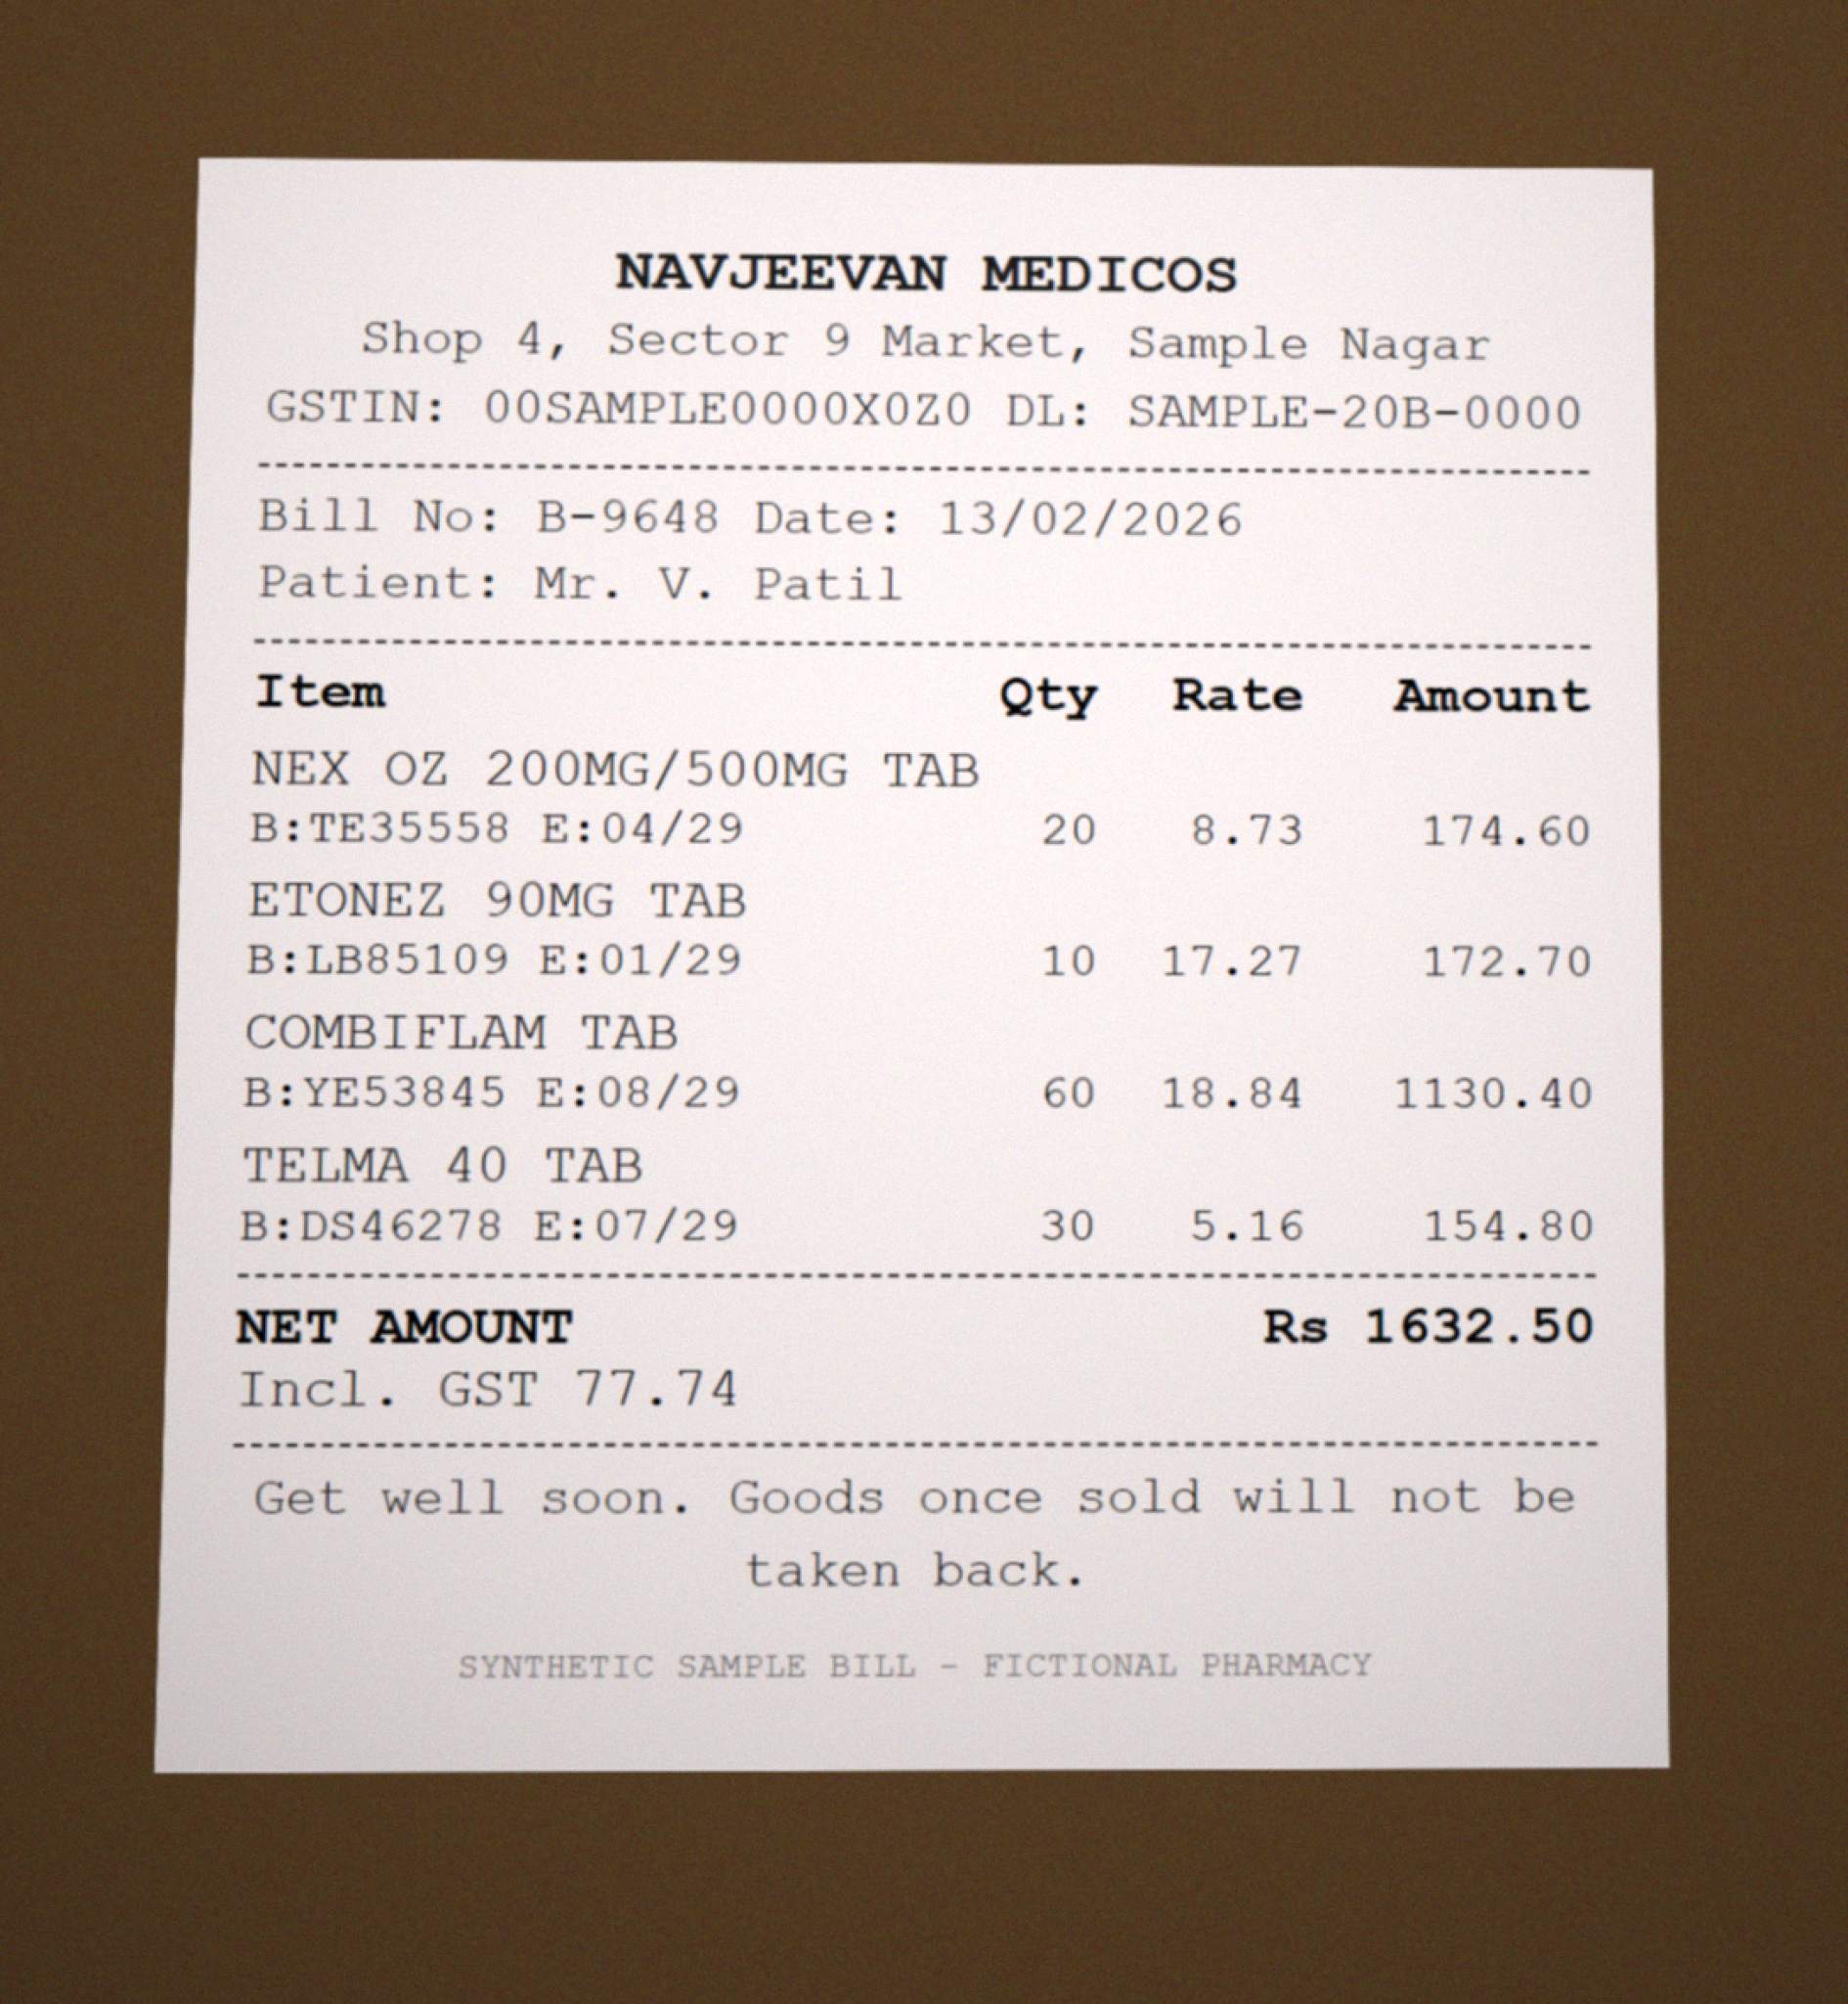 NAVJEEVAN MEDICOS
Shop 4, Sector 9 Market, Sample Nagar
GSTIN: 00SAMPLE0000X0Z0 DL: SAMPLE-20B-0000
Bill No: B-9648 Date: 13/02/2026
Patient: Mr. V. Patil
Item Qty Rate Amount
NEX OZ 200MG/500MG TAB
B:TE35558 E:04/29 20 8.73 174.60
ETONEZ 90MG TAB
B:LB85109 E:01/29 10 17.27 172.70
COMBIFLAM TAB
B:YE53845 E:08/29 60 18.84 1130.40
TELMA 40 TAB
B:DS46278 E:07/29 30 5.16 154.80
NET AMOUNT Rs 1632.50
Incl. GST 77.74
Get well soon. Goods once sold will not be
taken back.
SYNTHETIC SAMPLE BILL - FICTIONAL PHARMACY